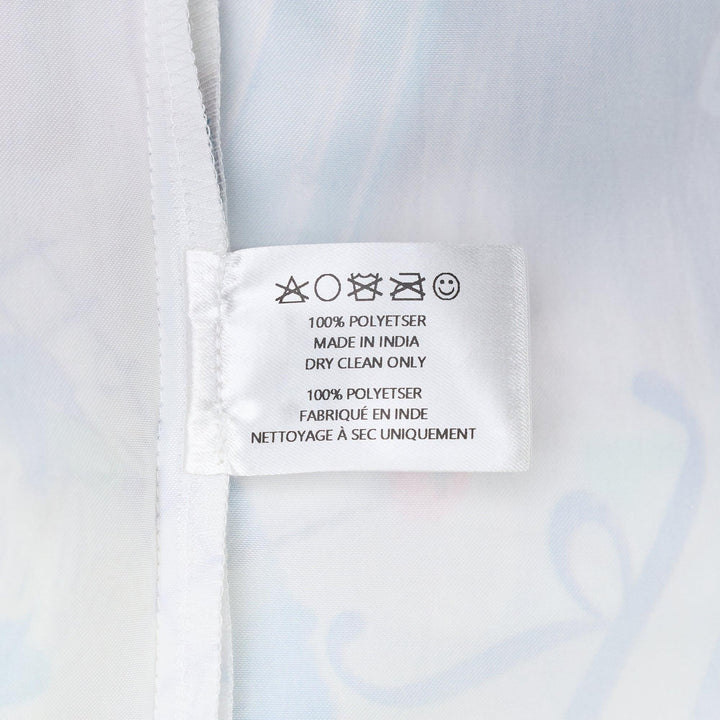 100% POLYETSER
MADE IN INDIA
DRY CLEAN ONLY
100% POLYETSER
FABRIQUÉ EN INDE
NETTOYAGE À SEC UNIQUEMENT